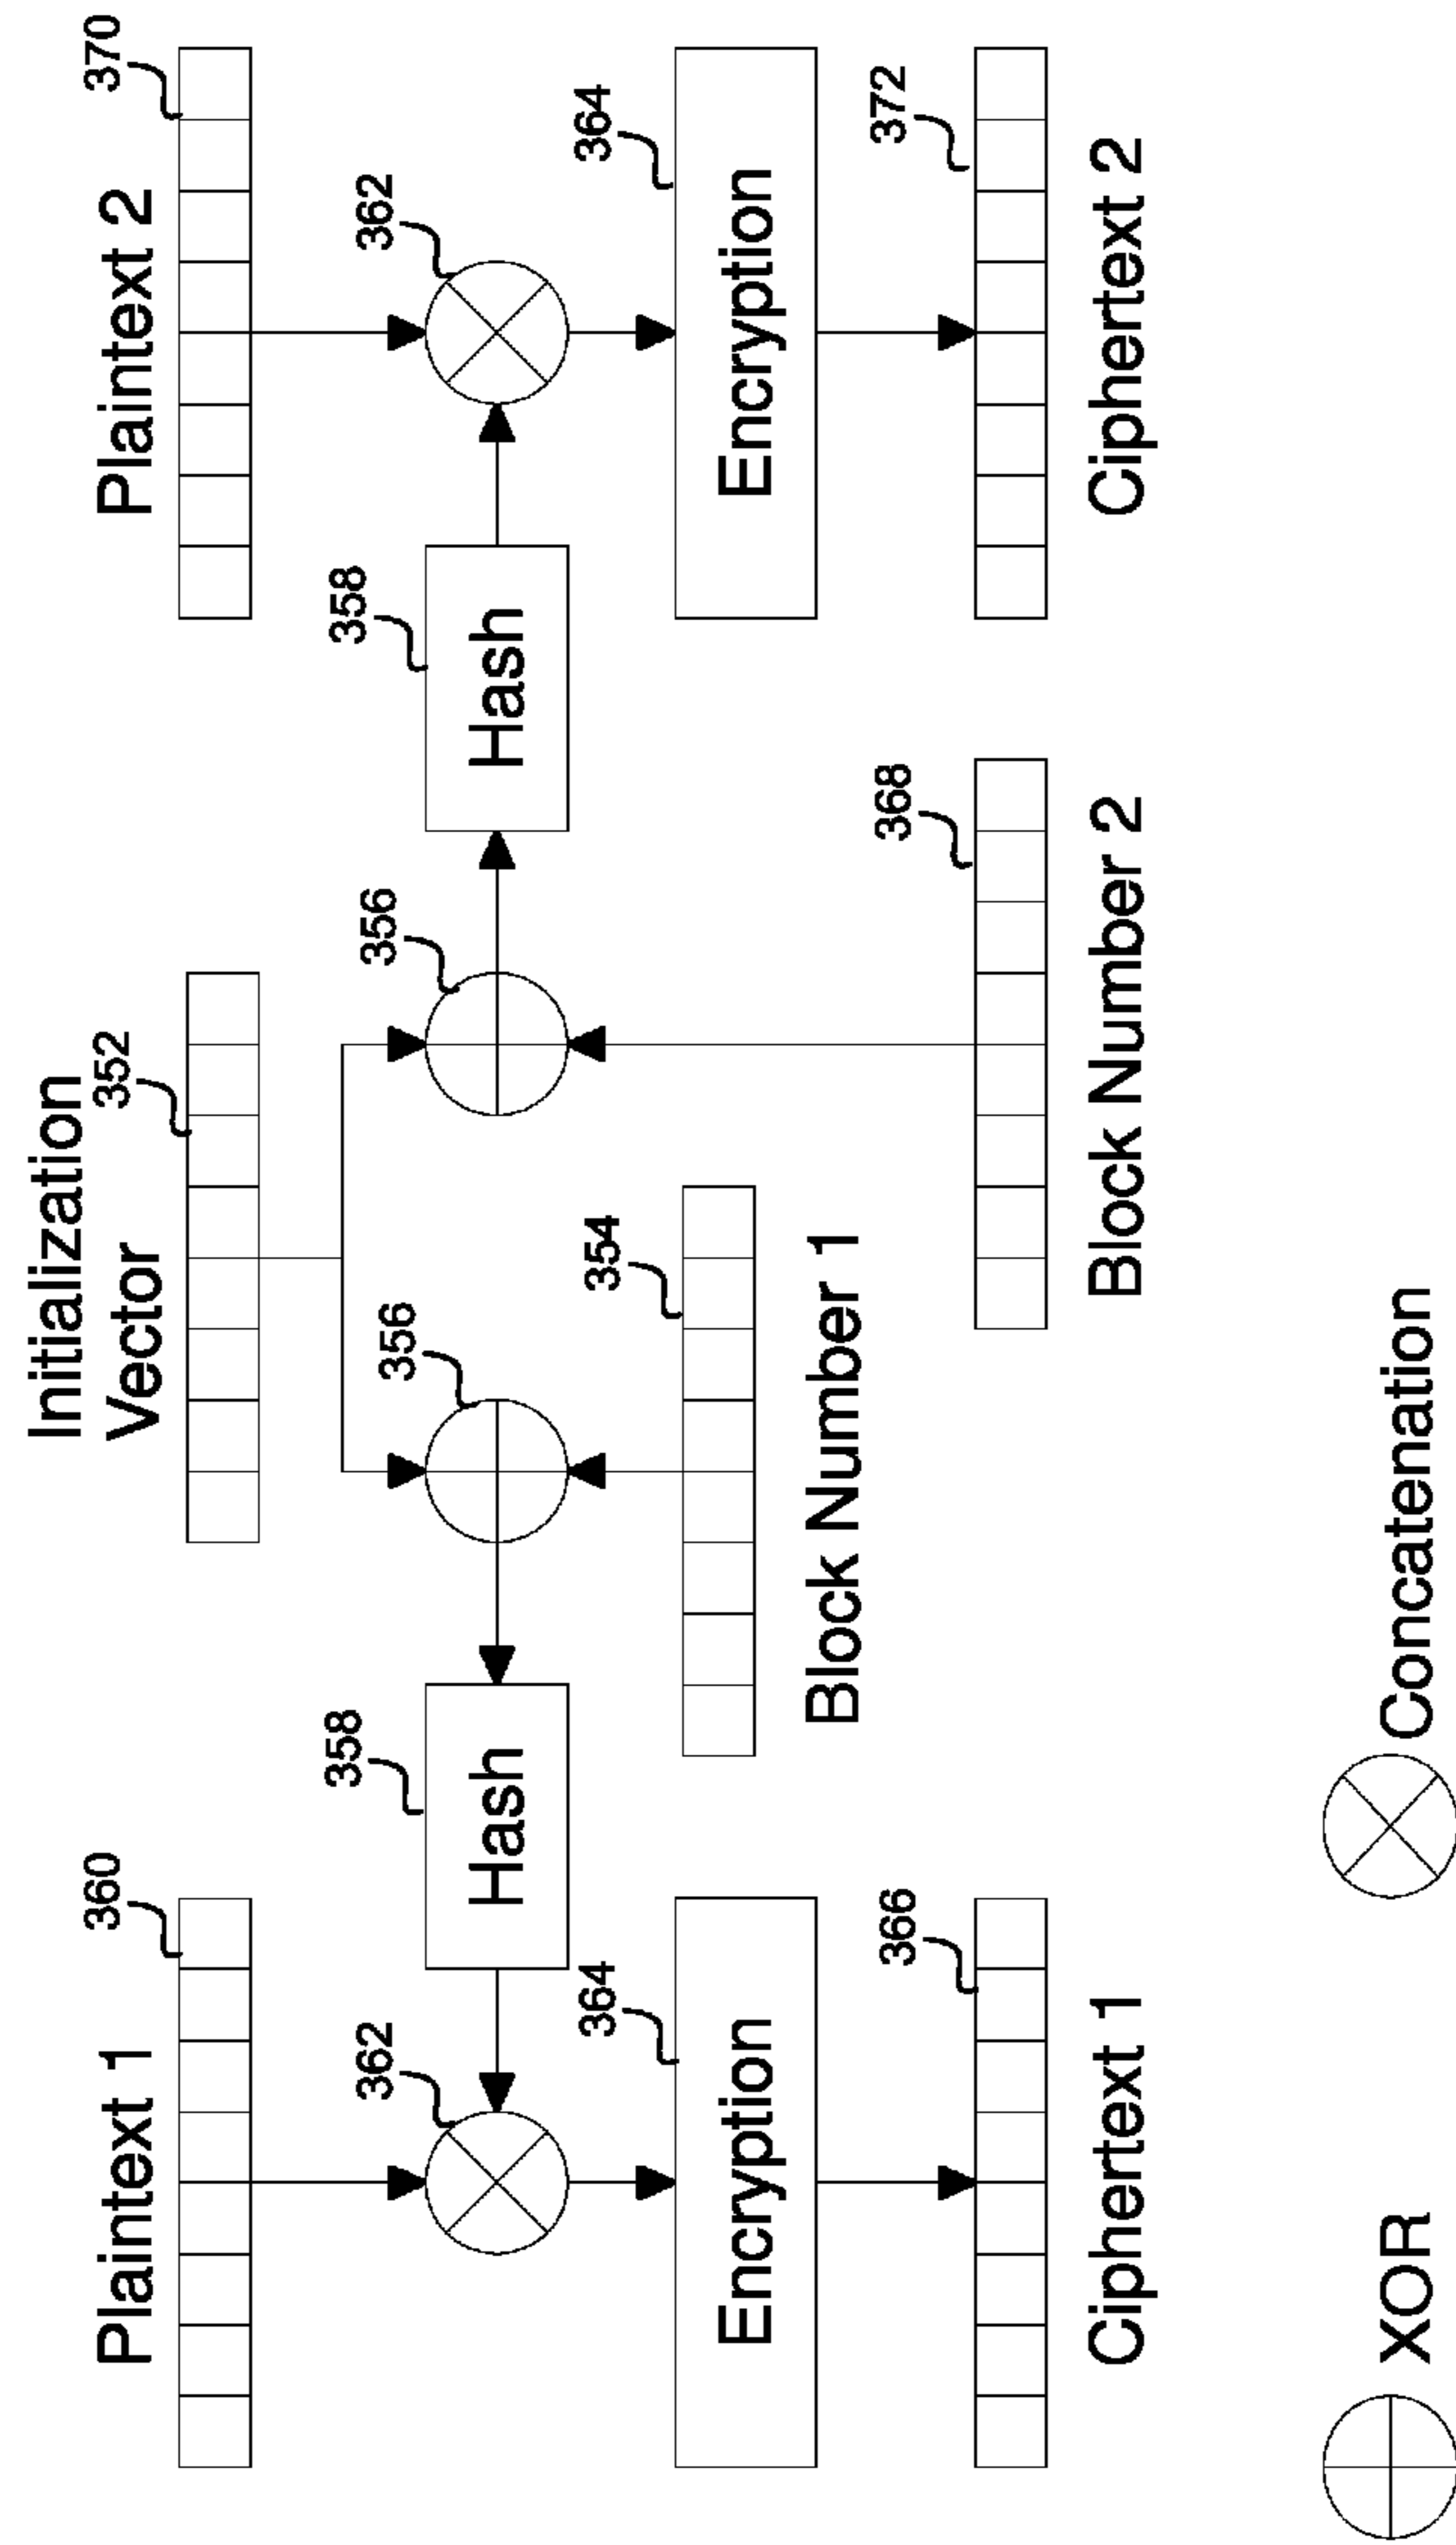 Initialization
Vector
352
Plaintext 1
360
Plaintext 2
370
362
358
356
356
358
362
Hash
Hash
364
354
364
Encryption
Block Number 1
Encryption
366
368
372
Ciphertext 1
Block Number 2
Ciphertext 2
XOR
Concatenation